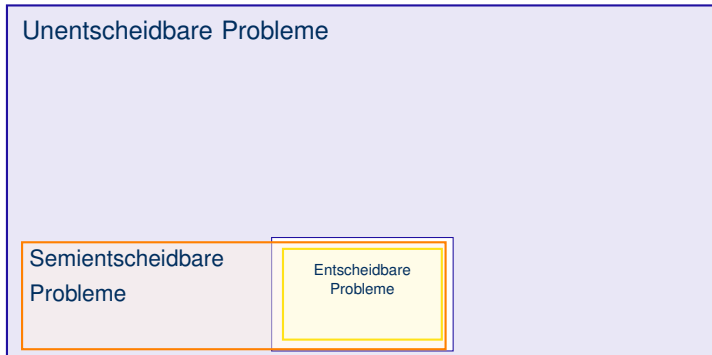 Unentscheidbare Probleme
Semientscheidbare
Probleme
Entscheidbare
Probleme